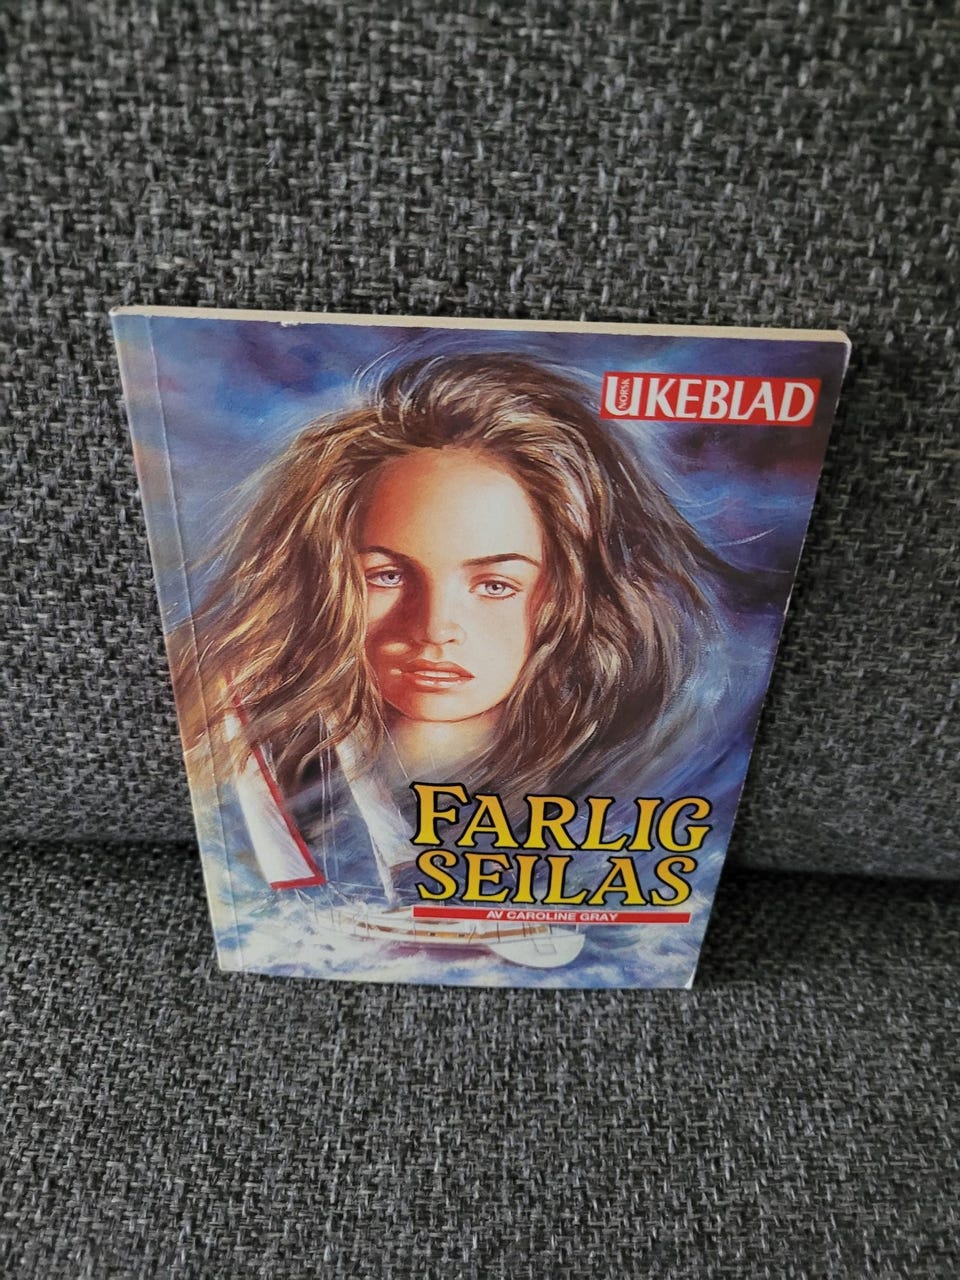 NORSK UKEBLAD
FARLIG
SEILAS
AV CAROLINE GRAY